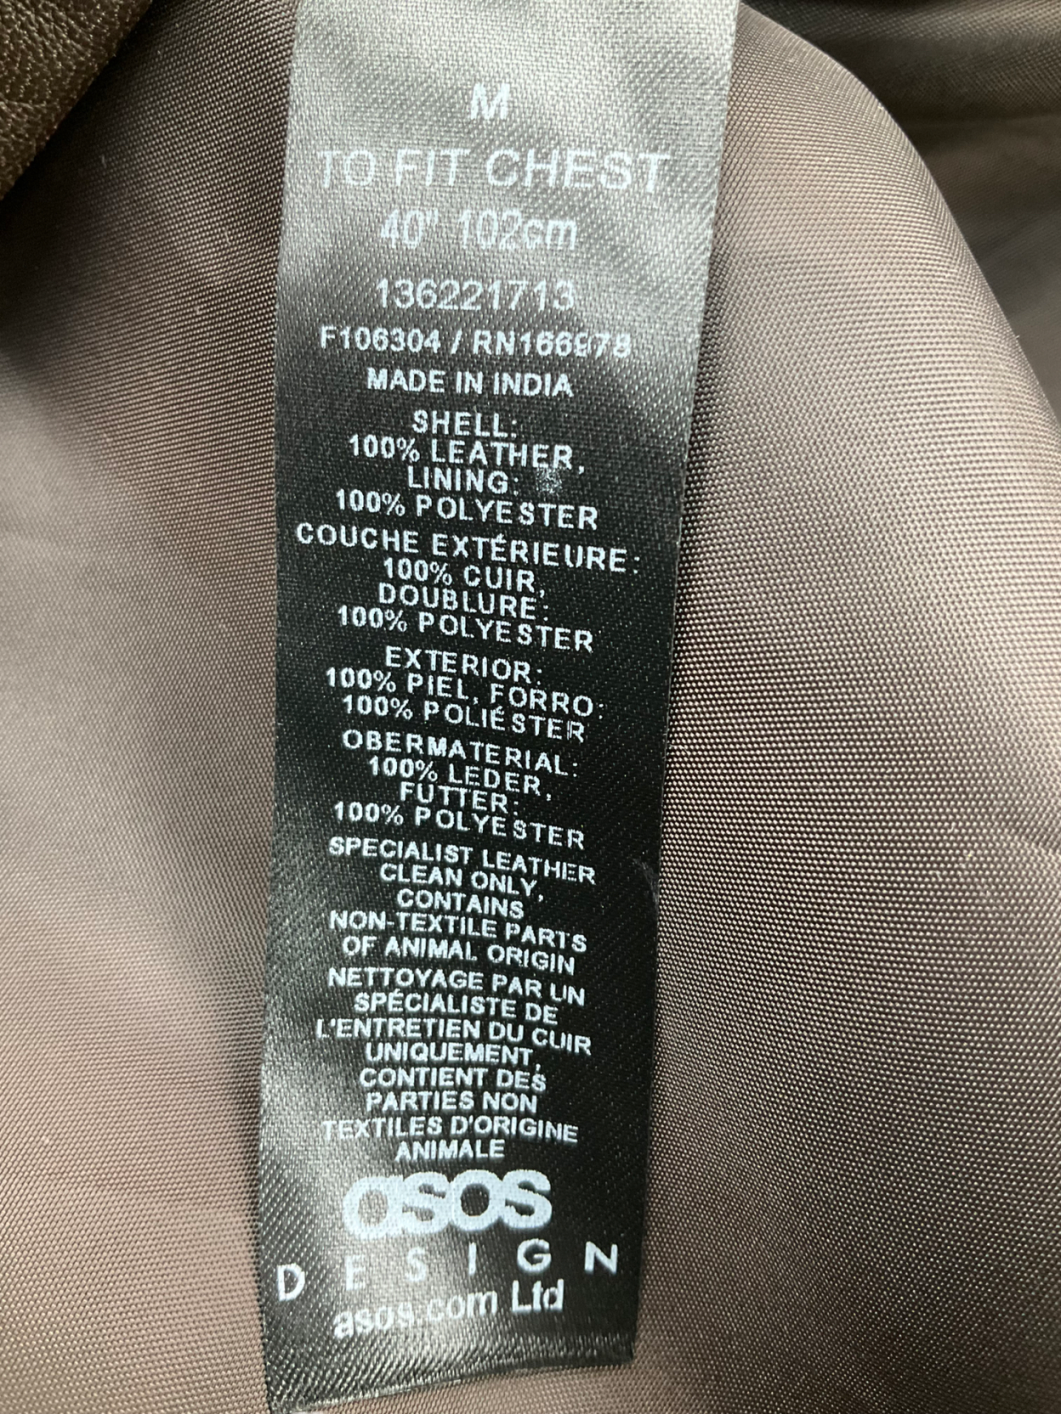 M
TO FIT CHEST
40" 102cm
136221713
F106304 / RN166978
MADE IN INDIA
SHELL:
100% LEATHER,
LINING:
100% POLYESTER
COUCHE EXTÉRIEURE:
100% CUIR,
DOUBLURE:
100% POLYESTER
EXTERIOR:
100% PIEL, FORRO:
100% POLIÉSTER
OBERMATERIAL:
100% LEDER,
FUTTER:
100% POLYESTER
SPECIALIST LEATHER
CLEAN ONLY,
CONTAINS
NON-TEXTILE PARTS
OF ANIMAL ORIGIN
NETTOYAGE PAR UN
SPÉCIALISTE DE
L'ENTRETIEN DU CUIR
UNIQUEMENT,
CONTIENT DES
PARTIES NON
TEXTILES D'ORIGINE
ANIMALE
asos
DESIGN
asos.com Ltd